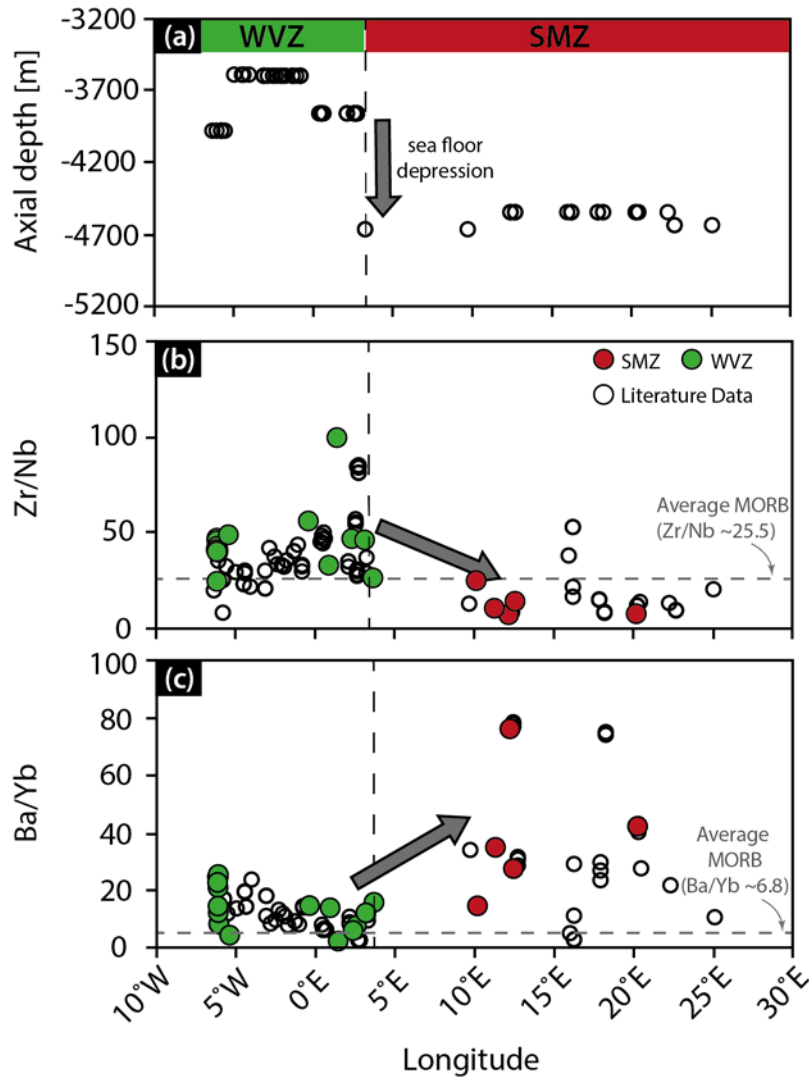 (a)
WVZ
SMZ
-3200
-3700
-4200
-4700
-5200
Axial depth [m]
sea floor
depression
(b)
150
100
50
0
Zr/Nb
SMZ
WVZ
Literature Data
Average MORB
(Zr/Nb ~25.5)
(c)
80
60
40
20
0
Ba/Yb
Average
MORB
(Ba/Yb ~6.8)
10˚W
5˚W
0˚E
5˚E
10˚E
15˚E
20˚E
25˚E
30˚E
Longitude